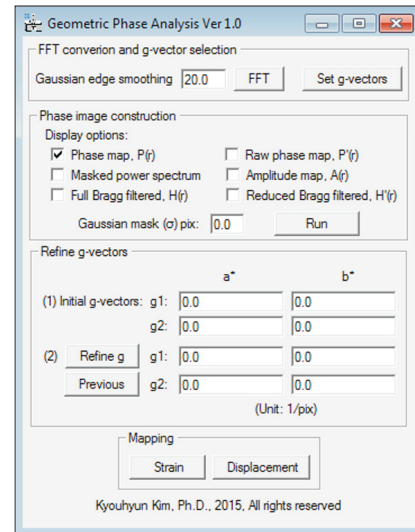 Geometric Phase Analysis Ver 1.0
FFT converion and g-vector selection
Gaussian edge smoothing 20.0 FFT Set g-vectors
Phase image construction
Display options:
Phase map, P(r) Raw phase map, P'(r)
Masked power spectrum Amplitude map, A(r)
Full Bragg filtered, H(r) Reduced Bragg filtered, H'(r)
Gaussian mask (σ) pix: 0.0 Run
Refine g-vectors
a* b*
(1) Initial g-vectors: g1: 0.0 0.0
g2: 0.0 0.0
(2) Refine g g1: 0.0 0.0
Previous g2: 0.0 0.0
(Unit: 1/pix)
Mapping
Strain Displacement
Kyouhyun Kim, Ph.D., 2015, All rights reserved